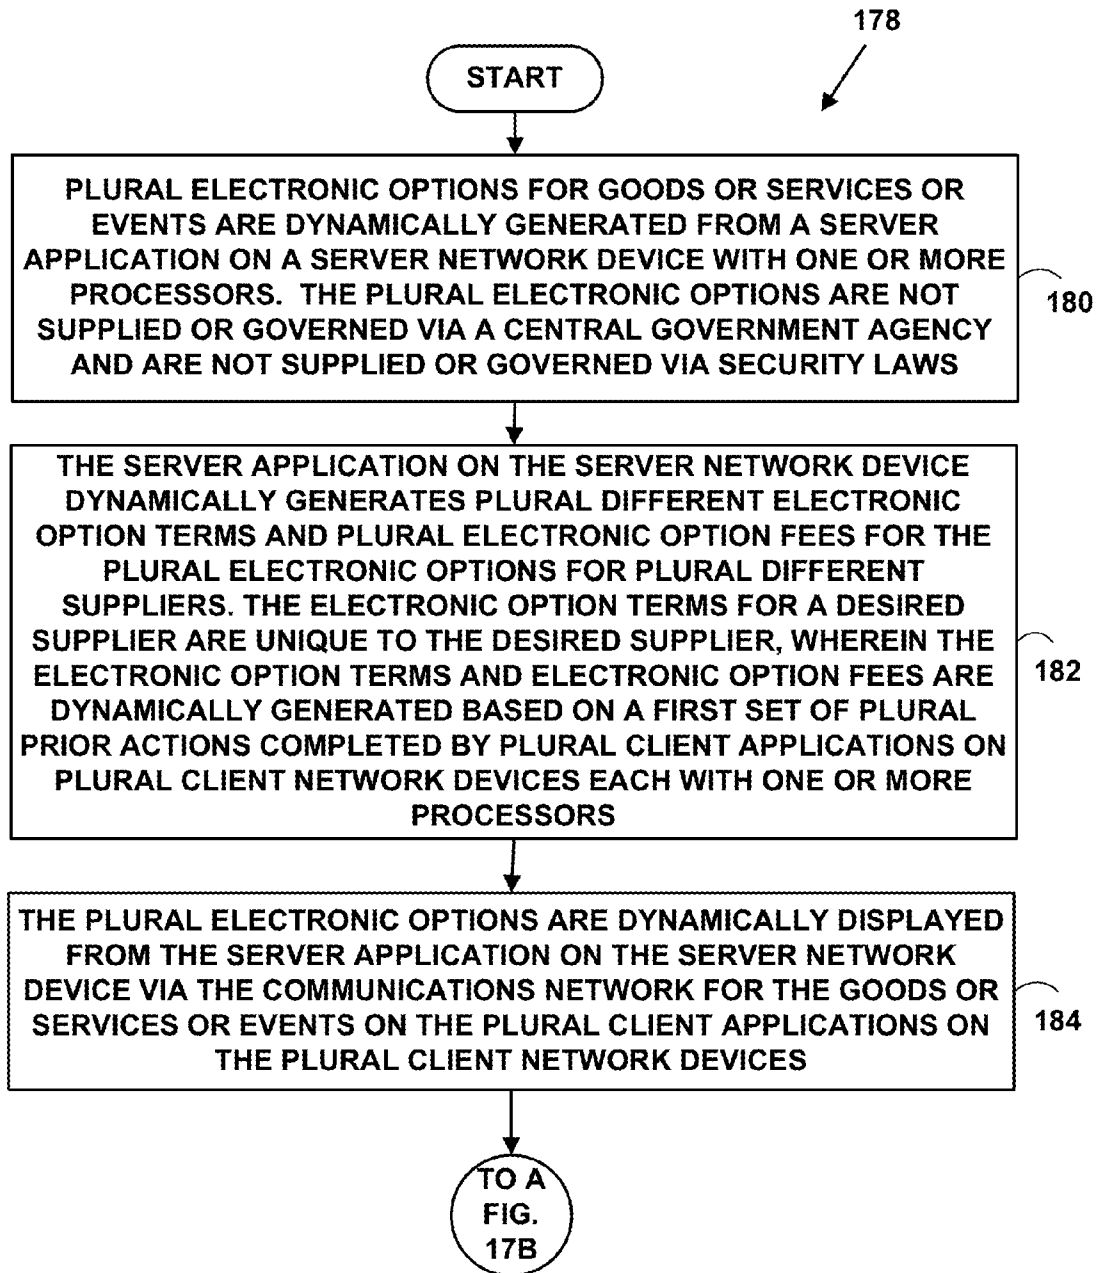 178
START
PLURAL ELECTRONIC OPTIONS FOR GOODS OR SERVICES OR
EVENTS ARE DYNAMICALLY GENERATED FROM A SERVER
APPLICATION ON A SERVER NETWORK DEVICE WITH ONE OR MORE
PROCESSORS. THE PLURAL ELECTRONIC OPTIONS ARE NOT
SUPPLIED OR GOVERNED VIA A CENTRAL GOVERNMENT AGENCY
AND ARE NOT SUPPLIED OR GOVERNED VIA SECURITY LAWS
180
THE SERVER APPLICATION ON THE SERVER NETWORK DEVICE
DYNAMICALLY GENERATES PLURAL DIFFERENT ELECTRONIC
OPTION TERMS AND PLURAL ELECTRONIC OPTION FEES FOR THE
PLURAL ELECTRONIC OPTIONS FOR PLURAL DIFFERENT
SUPPLIERS. THE ELECTRONIC OPTION TERMS FOR A DESIRED
SUPPLIER ARE UNIQUE TO THE DESIRED SUPPLIER, WHEREIN THE
ELECTRONIC OPTION TERMS AND ELECTRONIC OPTION FEES ARE
DYNAMICALLY GENERATED BASED ON A FIRST SET OF PLURAL
PRIOR ACTIONS COMPLETED BY PLURAL CLIENT APPLICATIONS ON
PLURAL CLIENT NETWORK DEVICES EACH WITH ONE OR MORE
PROCESSORS
182
THE PLURAL ELECTRONIC OPTIONS ARE DYNAMICALLY DISPLAYED
FROM THE SERVER APPLICATION ON THE SERVER NETWORK
DEVICE VIA THE COMMUNICATIONS NETWORK FOR THE GOODS OR
SERVICES OR EVENTS ON THE PLURAL CLIENT APPLICATIONS ON
THE PLURAL CLIENT NETWORK DEVICES
184
TO A
FIG.
17B